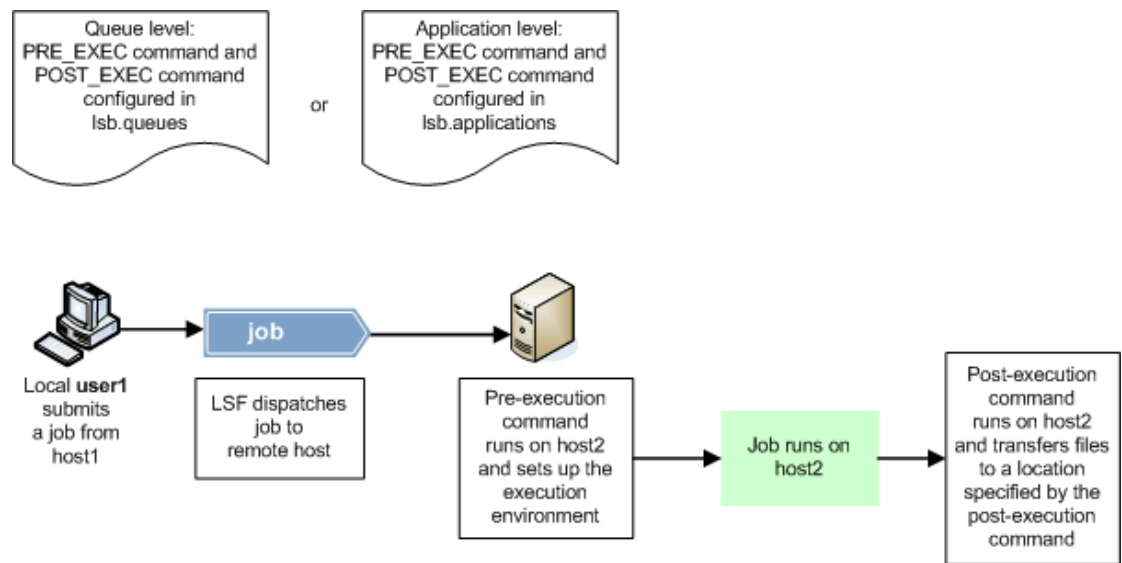 Queue level:
PRE_EXEC command and
POST_EXEC command
configured in
lsb.queues
or
Application level:
PRE_EXEC command and
POST_EXEC command
configured in
lsb.applications
Local user1
submits
a job from
host1
job
LSF dispatches
job to
remote host
Pre-execution
command
runs on host2
and sets up the
execution
environment
Job runs on
host2
Post-execution
command
runs on host2
and transfers files
to a location
specified by the
post-execution
command